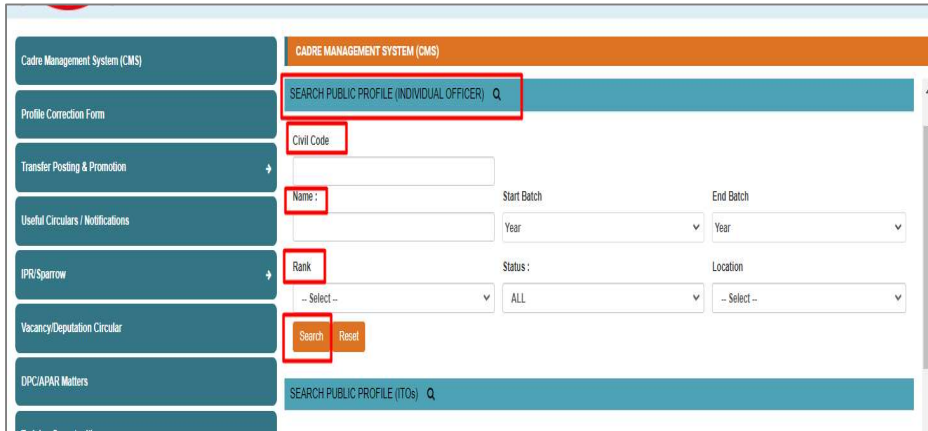 Cadre Management System (CMS)
Profile Correction Form
Transfer Posting & Promotion
Useful Circulars / Notifications
IPR/Sparrow
Vacancy/Deputation Circular
DPC/APAR Matters
CADRE MANAGEMENT SYSTEM (CMS)
SEARCH PUBLIC PROFILE (INDIVIDUAL OFFICER)
Civil Code
Name : Start Batch End Batch
Year Year
Rank Status : Location
-- Select -- ALL -- Select --
Search Reset
SEARCH PUBLIC PROFILE (ITOs)